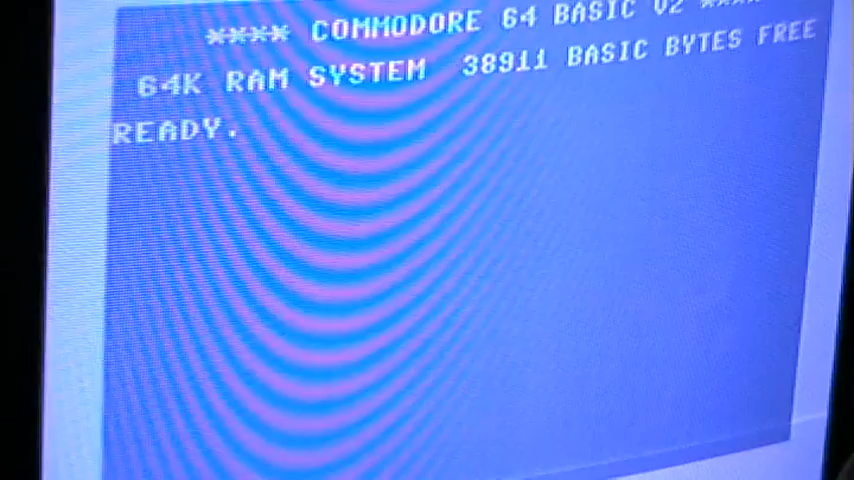 **** COMMODORE 64 BASIC V2 ****
64K RAM SYSTEM 38911 BASIC BYTES FREE
READY.